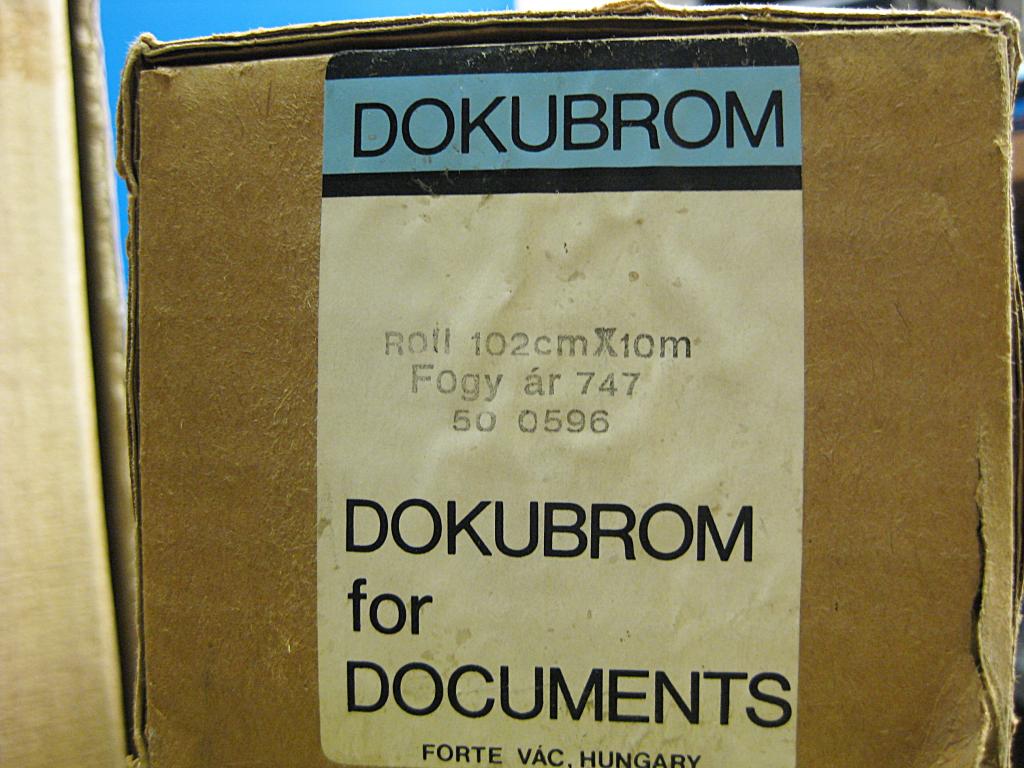 DOKUBROM
Roll 102cmX10m
Fogy ár 747
50 0596
DOKUBROM
for
DOCUMENTS
FORTE VÁC, HUNGARY